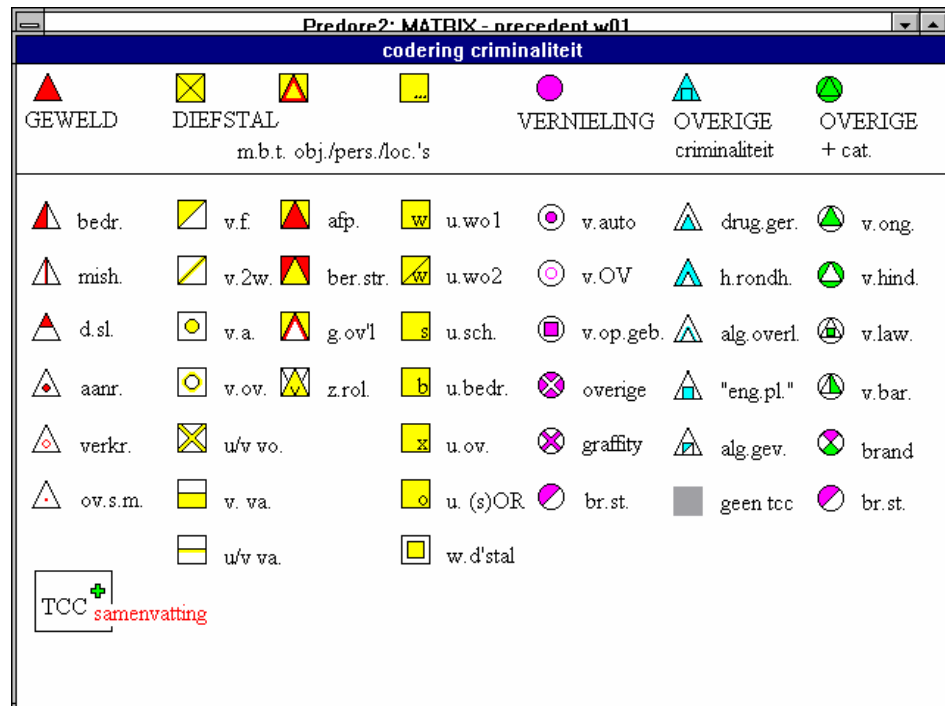 Predore2: MATRIX - precedent w01
codering criminaliteit
...
GEWELD DIEFSTAL VERNIELING OVERIGE OVERIGE
m.b.t. obj./pers./loc.'s criminaliteit + cat.
bedr. v.f. afp. w u.wo1 v.auto drug.ger. v.ong.
mish. v.2w. ber.str. w u.wo2 v.OV h.rondh. v.hind.
d.sl. v.a. g.ov'l s u.sch. v.op.geb. alg.overl. v.law.
aanr. v.ov. z.rol. b u.bedr. overige "eng.pl." v.bar.
verkr. u/v vo. x u.ov. graffity alg.gev. brand
ov.s.m. v. va. o u. (s)OR br.st. geen tcc br.st.
u/v va. w.d'stal
TCC samenvatting